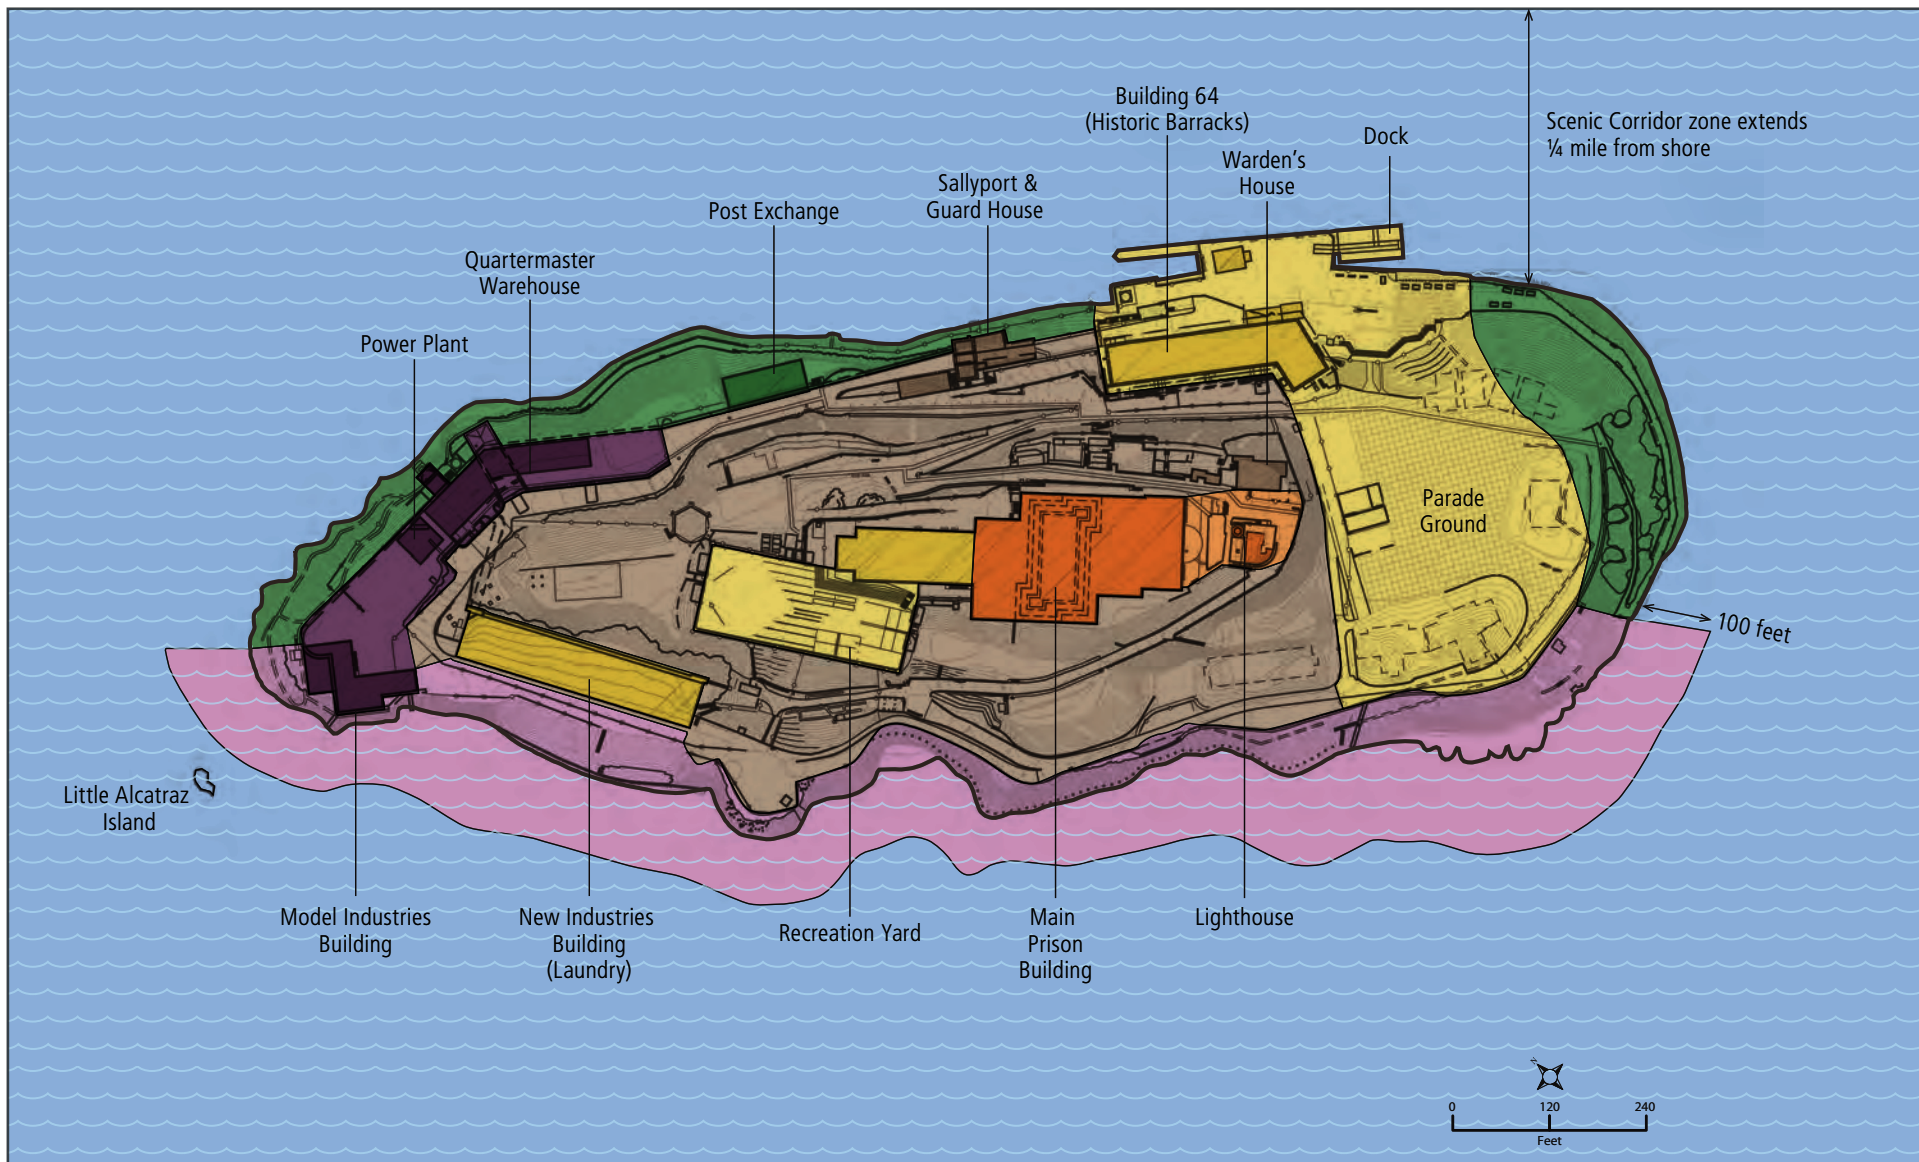 Building 64
(Historic Barracks)
Dock
Scenic Corridor zone extends
¼ mile from shore
Warden's
House
Sallyport &
Guard House
Post Exchange
Quartermaster
Warehouse
Power Plant
Parade
Ground
100 feet
Little Alcatraz
Island
Model Industries
Building
New Industries
Building
(Laundry)
Recreation Yard
Main
Prison
Building
Lighthouse
0 120 240
Feet